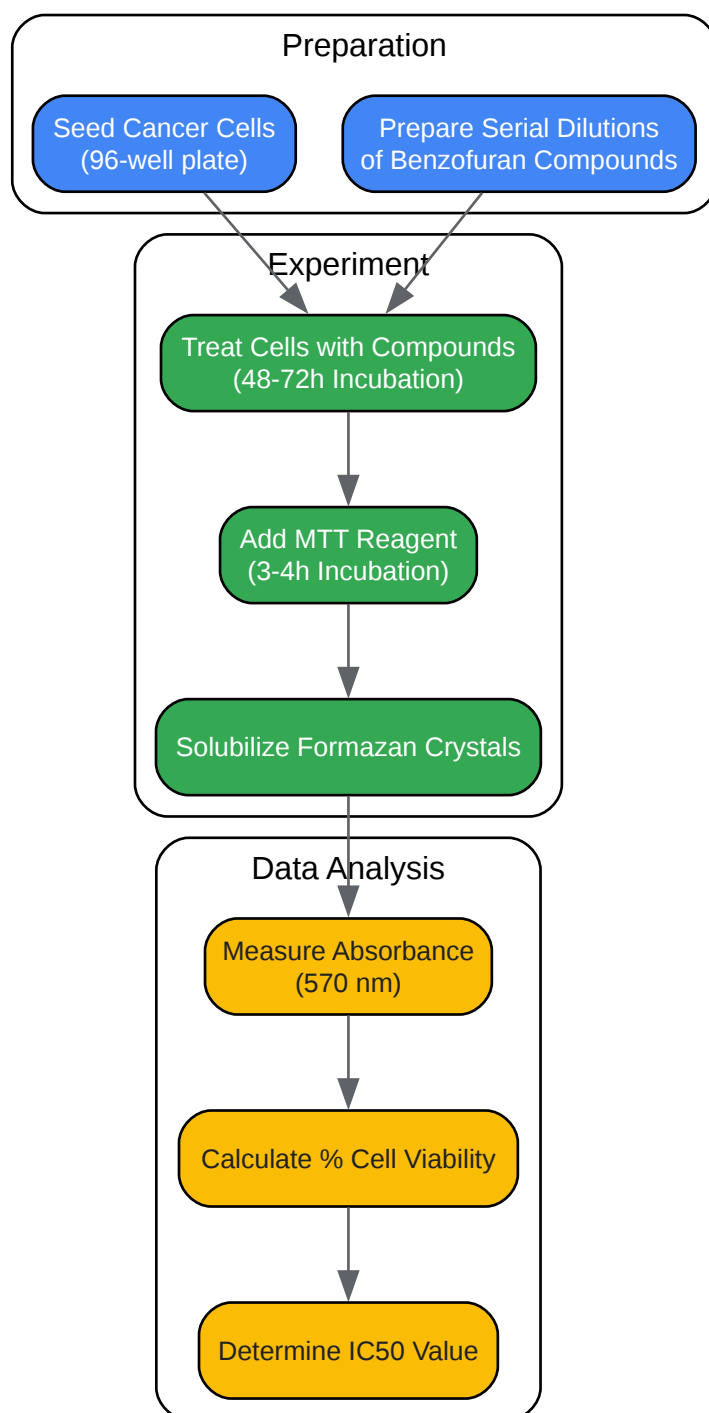 Preparation
Seed Cancer Cells
(96-well plate)
Prepare Serial Dilutions
of Benzofuran Compounds
Experiment
Treat Cells with Compounds
(48-72h Incubation)
Add MTT Reagent
(3-4h Incubation)
Solubilize Formazan Crystals
Data Analysis
Measure Absorbance
(570 nm)
Calculate % Cell Viability
Determine IC50 Value